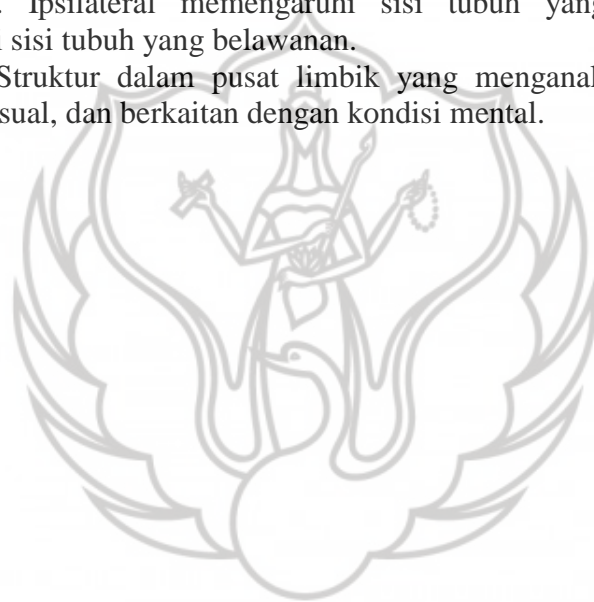 . Ipsilateral memengaruhi sisi tubuh yang
sisi tubuh yang belawanan.
Struktur dalam pusat limbik yang menganal
sual, dan berkaitan dengan kondisi mental.